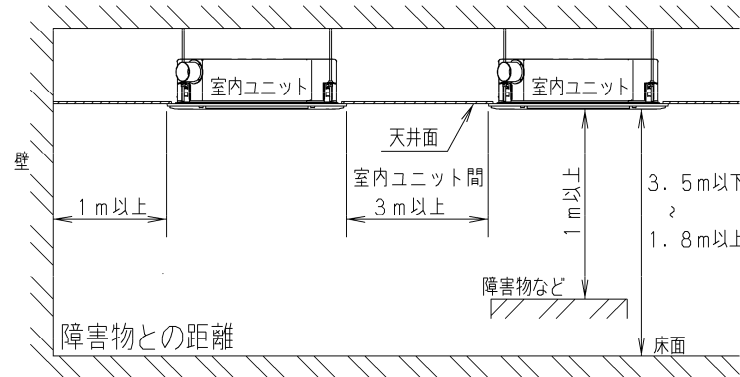 室内ユニット
室内ユニット
天井面
壁
室内ユニット間
1m以上
3m以上
1m以上
3.5m以下
~
1.8m以上
障害物など
障害物との距離
床面